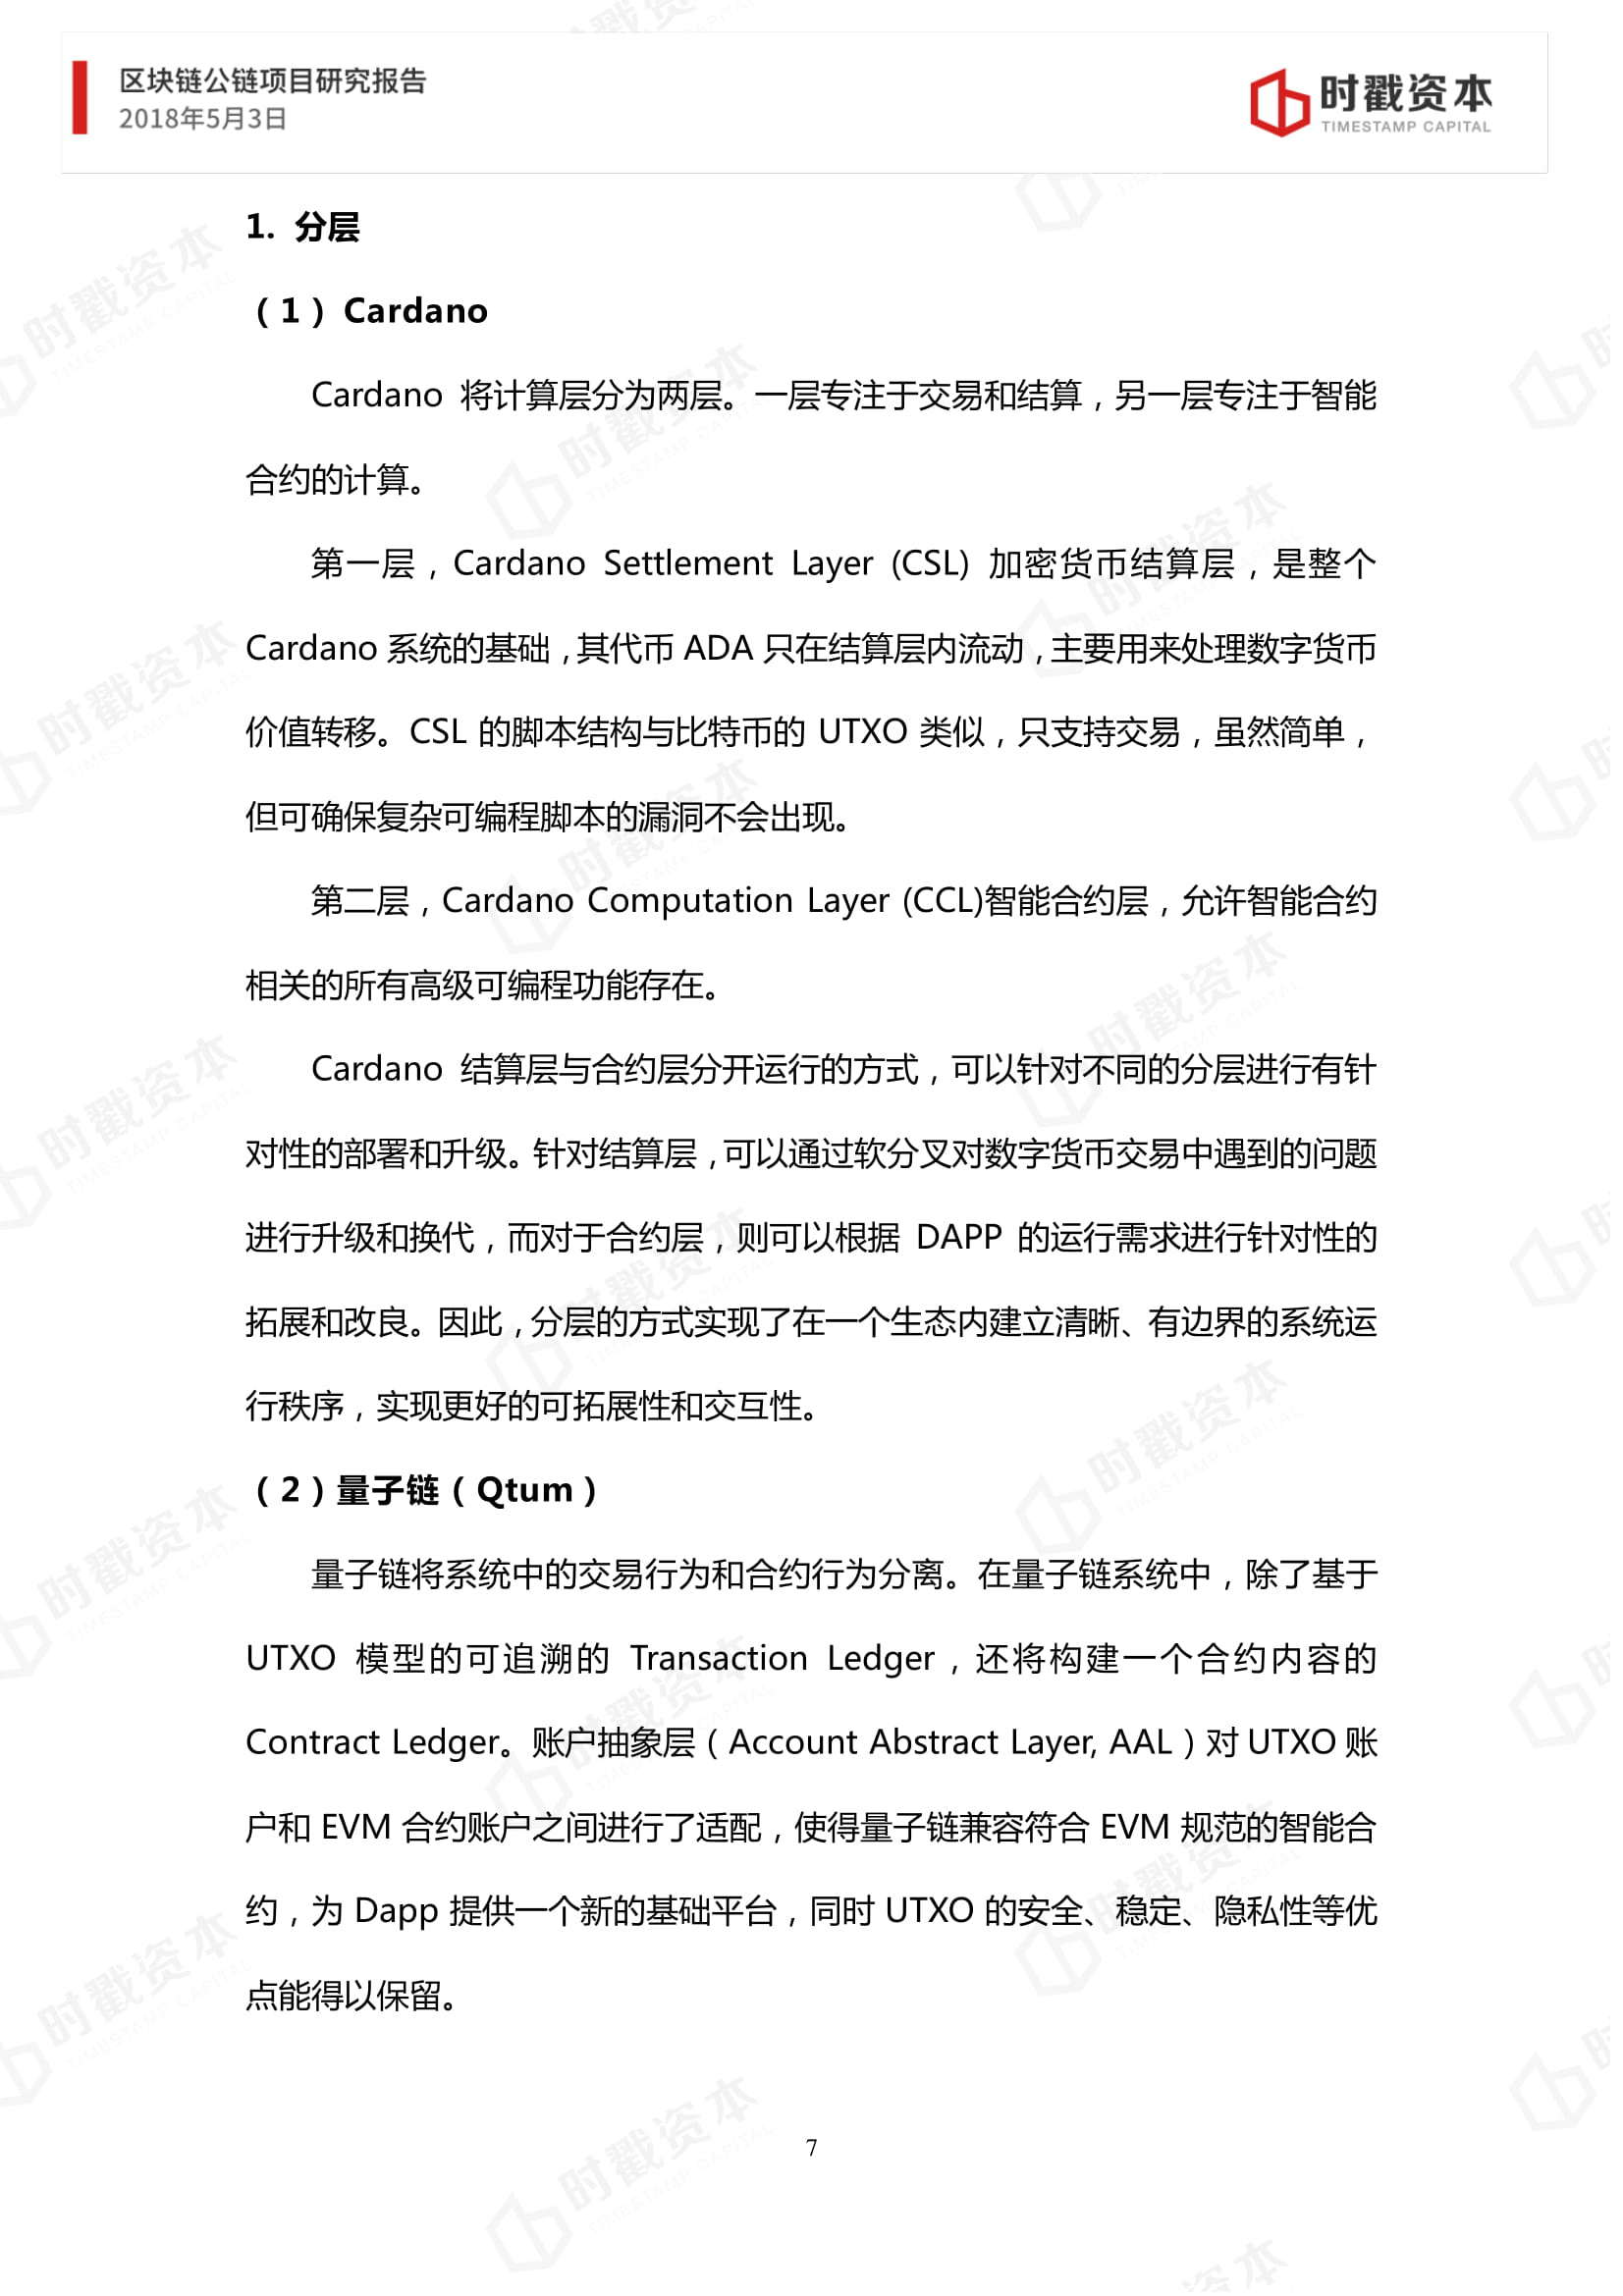 区块链公链项目研究报告
2018年5月3日
时戳资本
TIMESTAMP CAPITAL
1. 分层
（1） Cardano
Cardano 将计算层分为两层。一层专注于交易和结算，另一层专注于智能
合约的计算。
第一层，Cardano Settlement Layer (CSL) 加密货币结算层，是整个
Cardano 系统的基础，其代币 ADA 只在结算层内流动，主要用来处理数字货币
价值转移。CSL 的脚本结构与比特币的 UTXO 类似，只支持交易，虽然简单，
但可确保复杂可编程脚本的漏洞不会出现。
第二层，Cardano Computation Layer (CCL)智能合约层，允许智能合约
相关的所有高级可编程功能存在。
Cardano 结算层与合约层分开运行的方式，可以针对不同的分层进行有针
对性的部署和升级。针对结算层，可以通过软分叉对数字货币交易中遇到的问题
进行升级和换代，而对于合约层，则可以根据 DAPP 的运行需求进行针对性的
拓展和改良。因此，分层的方式实现了在一个生态内建立清晰、有边界的系统运
行秩序，实现更好的可拓展性和交互性。
（2）量子链（Qtum）
量子链将系统中的交易行为和合约行为分离。在量子链系统中，除了基于
UTXO 模型的可追溯的 Transaction Ledger，还将构建一个合约内容的
Contract Ledger。账户抽象层（Account Abstract Layer, AAL）对 UTXO 账
户和 EVM 合约账户之间进行了适配，使得量子链兼容符合 EVM 规范的智能合
约，为 Dapp 提供一个新的基础平台，同时 UTXO 的安全、稳定、隐私性等优
点能得以保留。
7